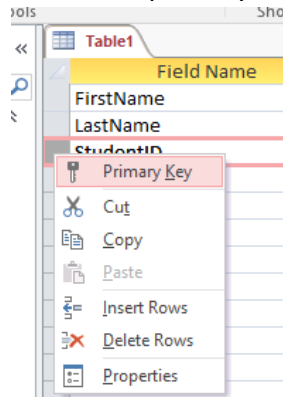 ools
Sho
«
Table1
Field Name
FirstName
LastName
StudentID
Primary Key
Cut
Copy
Paste
Insert Rows
Delete Rows
Properties